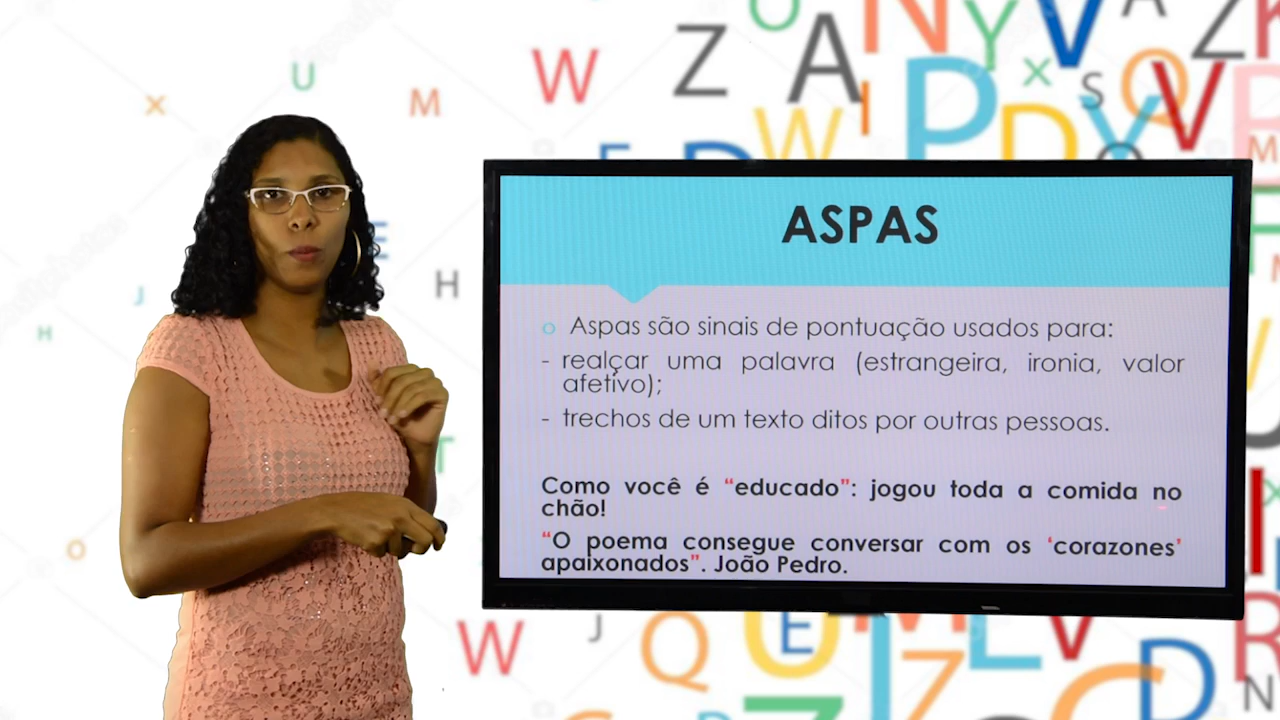 ASPAS
o Aspas são sinais de pontuação usados para:
- realçar uma palavra (estrangeira, ironia, valor
afetivo);
- trechos de um texto ditos por outras pessoas.
Como você é “educado”: jogou toda a comida no
chão!
“O poema consegue conversar com os ‘corazones’
apaixonados”. João Pedro.